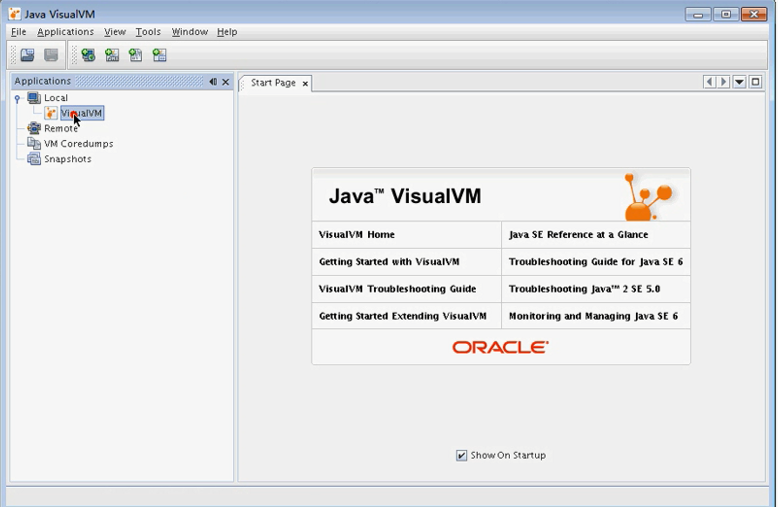 Java VisualVM
File Applications View Tools Window Help
Applications
Start Page
Local
VisualVM
Remote
VM Coredumps
Snapshots
Java™ VisualVM
VisualVM Home
Java SE Reference at a Glance
Getting Started with VisualVM
Troubleshooting Guide for Java SE 6
VisualVM Troubleshooting Guide
Troubleshooting Java™ 2 SE 5.0
Getting Started Extending VisualVM
Monitoring and Managing Java SE 6
ORACLE®
Show On Startup